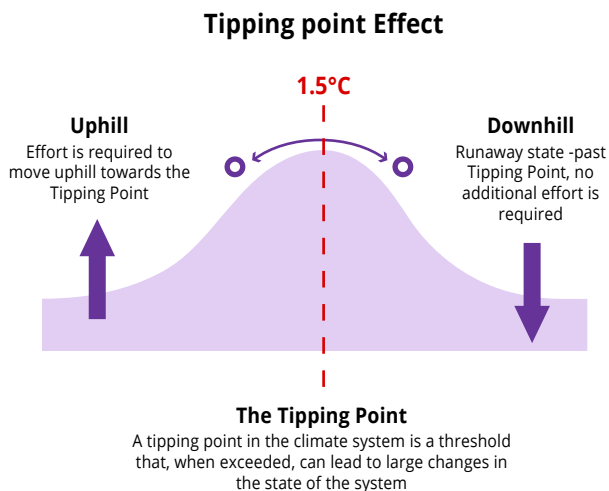 Tipping point Effect
1.5°C
Uphill
Effort is required to
move uphill towards the
Tipping Point
Downhill
Runaway state -past
Tipping Point, no
additional effort is
required
The Tipping Point
A tipping point in the climate system is a threshold
that, when exceeded, can lead to large changes in
the state of the system